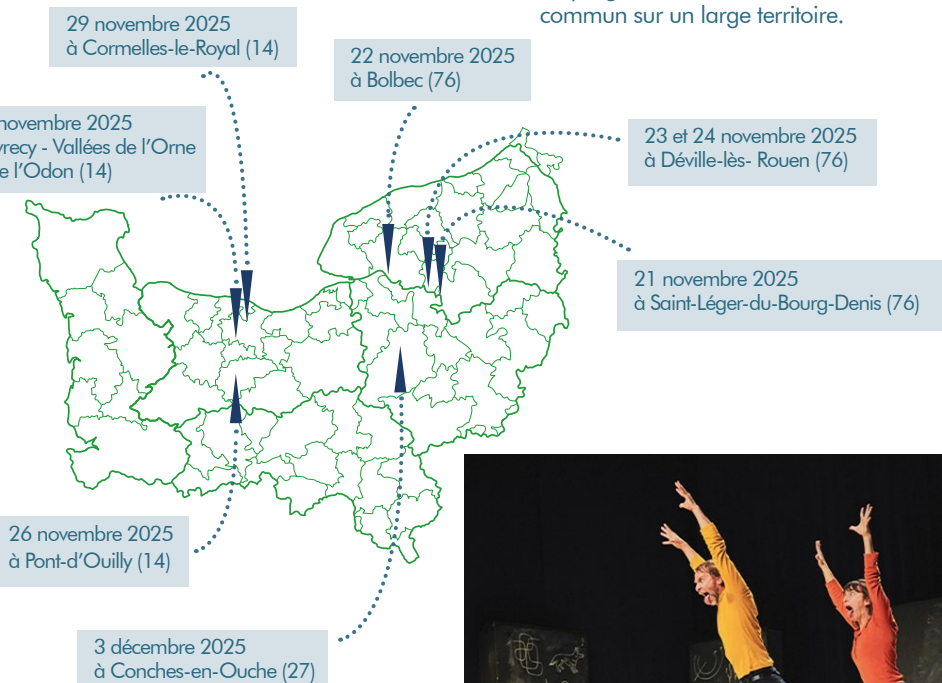 commun sur un large territoire.
29 novembre 2025
à Cormelles-le-Royal (14)
22 novembre 2025
à Bolbec (76)
novembre 2025
- Vallées de l'Orne
l'Odon (14)
23 et 24 novembre 2025
à Déville-lès- Rouen (76)
21 novembre 2025
à Saint-Léger-du-Bourg-Denis (76)
26 novembre 2025
à Pont-d'Ouilly (14)
3 décembre 2025
à Conches-en-Ouche (27)